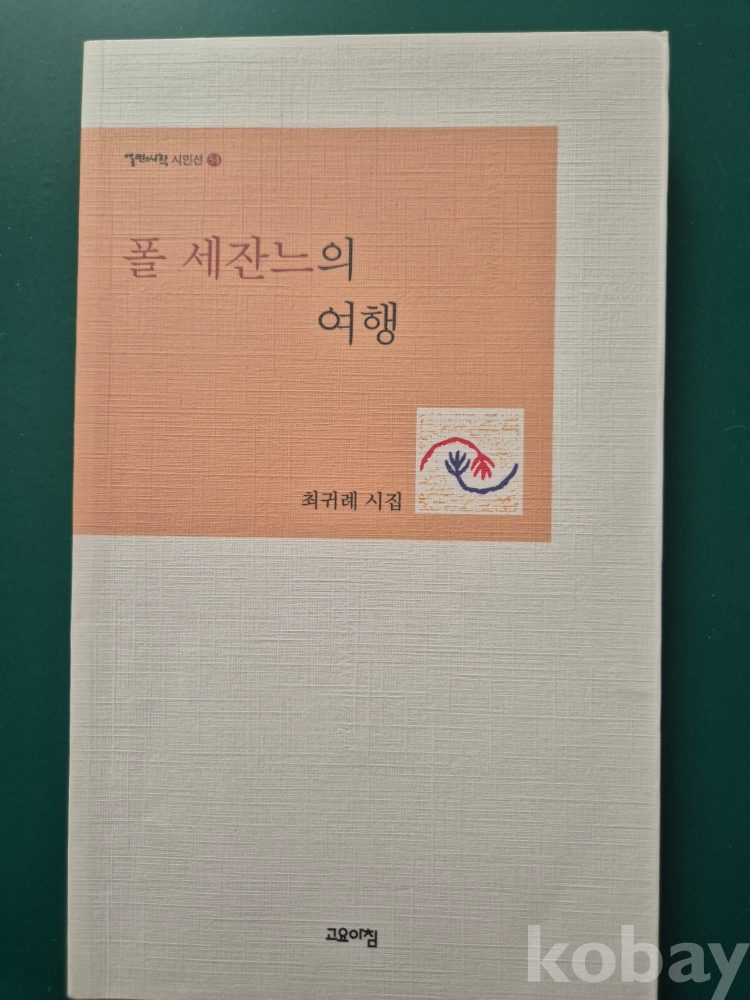 열린시학 시인선 54
폴 세잔느의
여행
최귀례 시집
고요아침
kobay